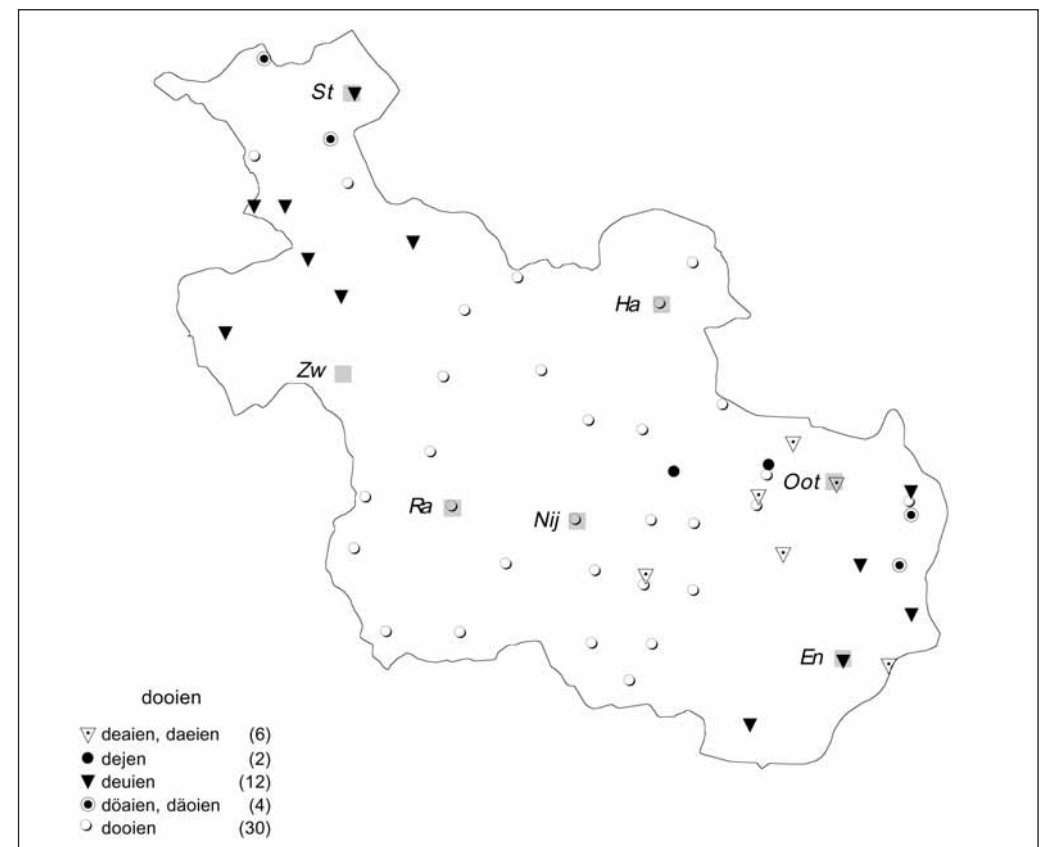 St
Ha
Zw
Oot
Ra
Nij
En
dooien
deaien, daeien (6)
dejen (2)
deuien (12)
döaien, däoien (4)
dooien (30)